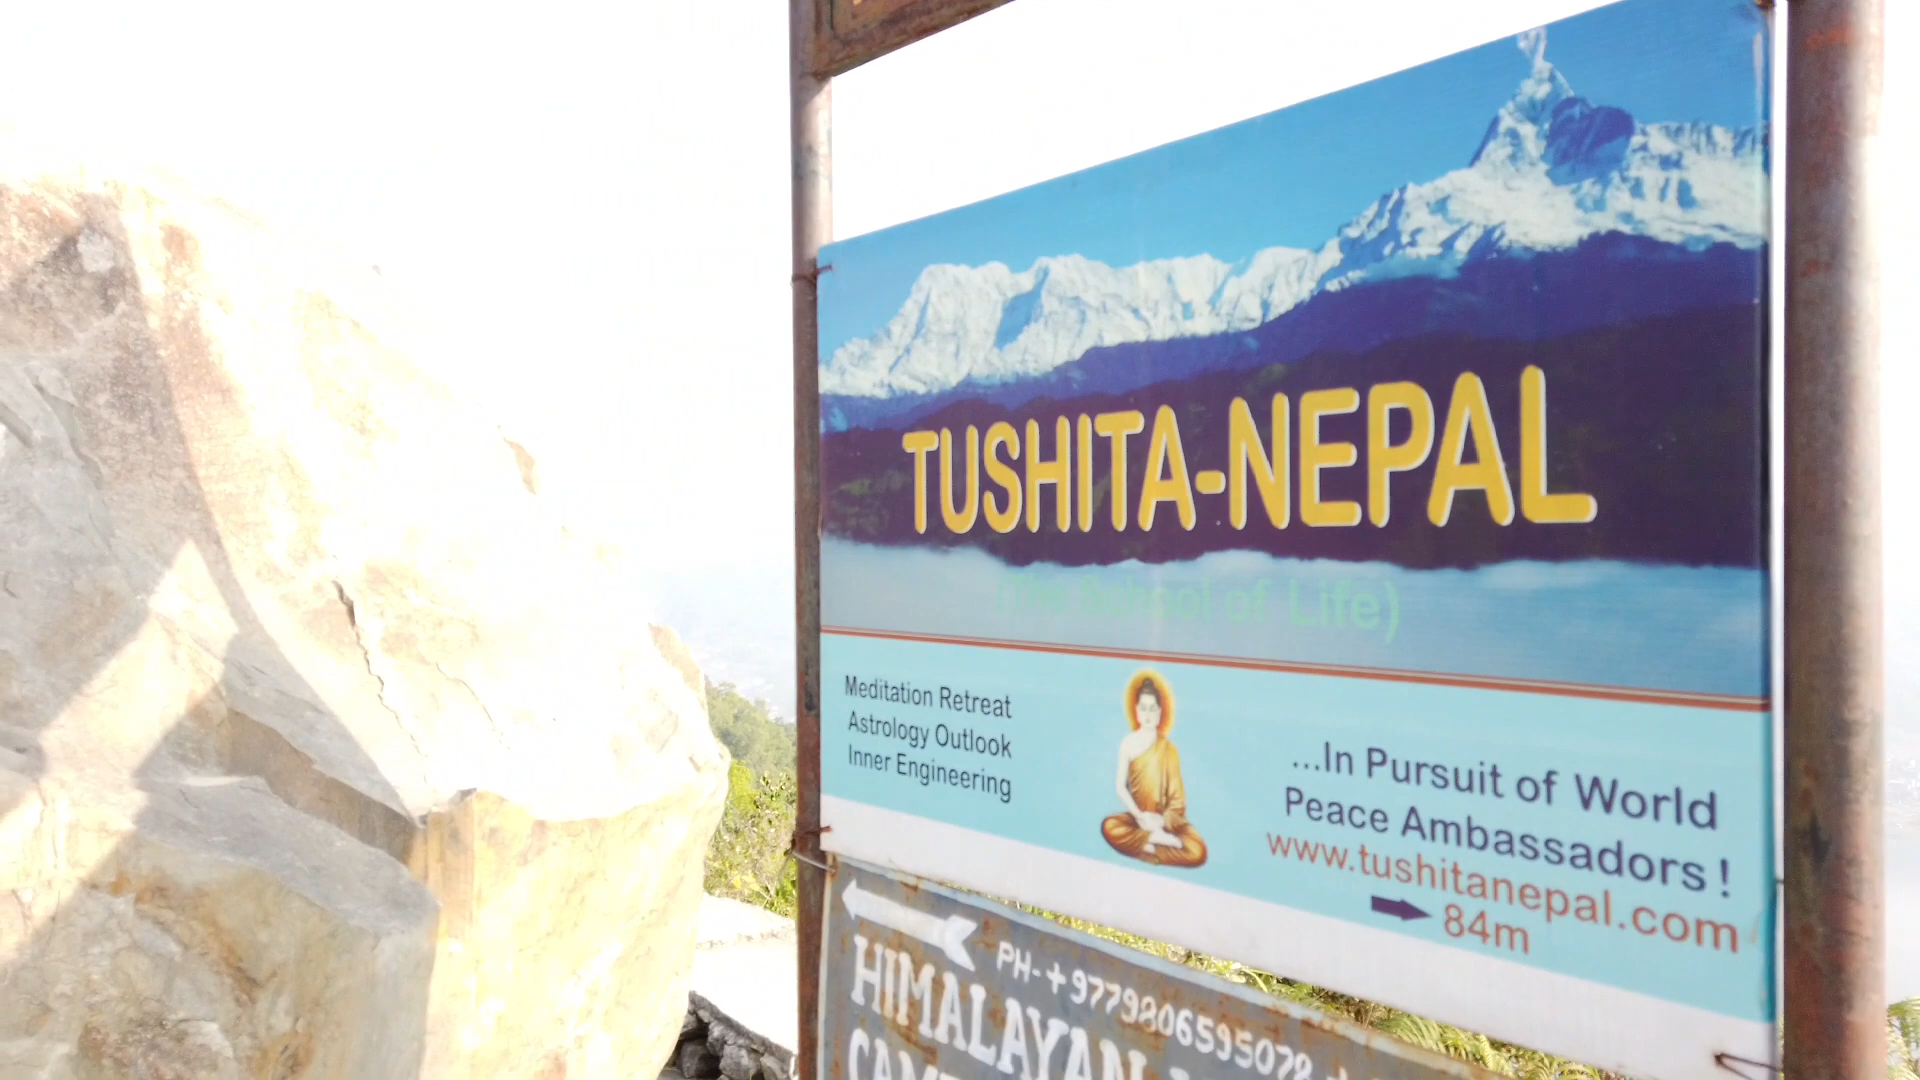 TUSHITA-NEPAL
(The School of Life)
Meditation Retreat
Astrology Outlook
Inner Engineering
...In Pursuit of World
Peace Ambassadors !
www.tushitanepal.com
84m
PH-+9779806595078
HIMALAYAN